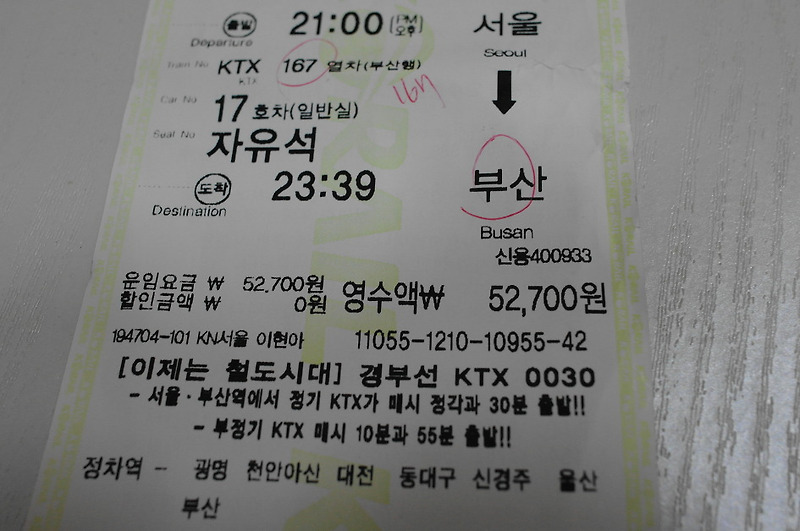 출발 21:00 (PM 오후) 서울
Departure Seoul
Train No KTX 167 열차(부산행)
KTX 167
Car No 17 호차(일반실)
Seat No 자유석
도착 23:39 부산
Destination Busan
신용400933
운임요금 ₩ 52,700원 영수액₩ 52,700원
할인금액 ₩ 0원
194704-101 KN서울 이현아 11055-1210-10955-42
[이제는 철도시대] 경부선 KTX 0030
- 서울·부산역에서 정기 KTX가 매시 정각과 30분 출발!!
- 부정기 KTX 매시 10분과 55분 출발!!
정차역 -- 광명 천안아산 대전 동대구 신경주 울산
부산